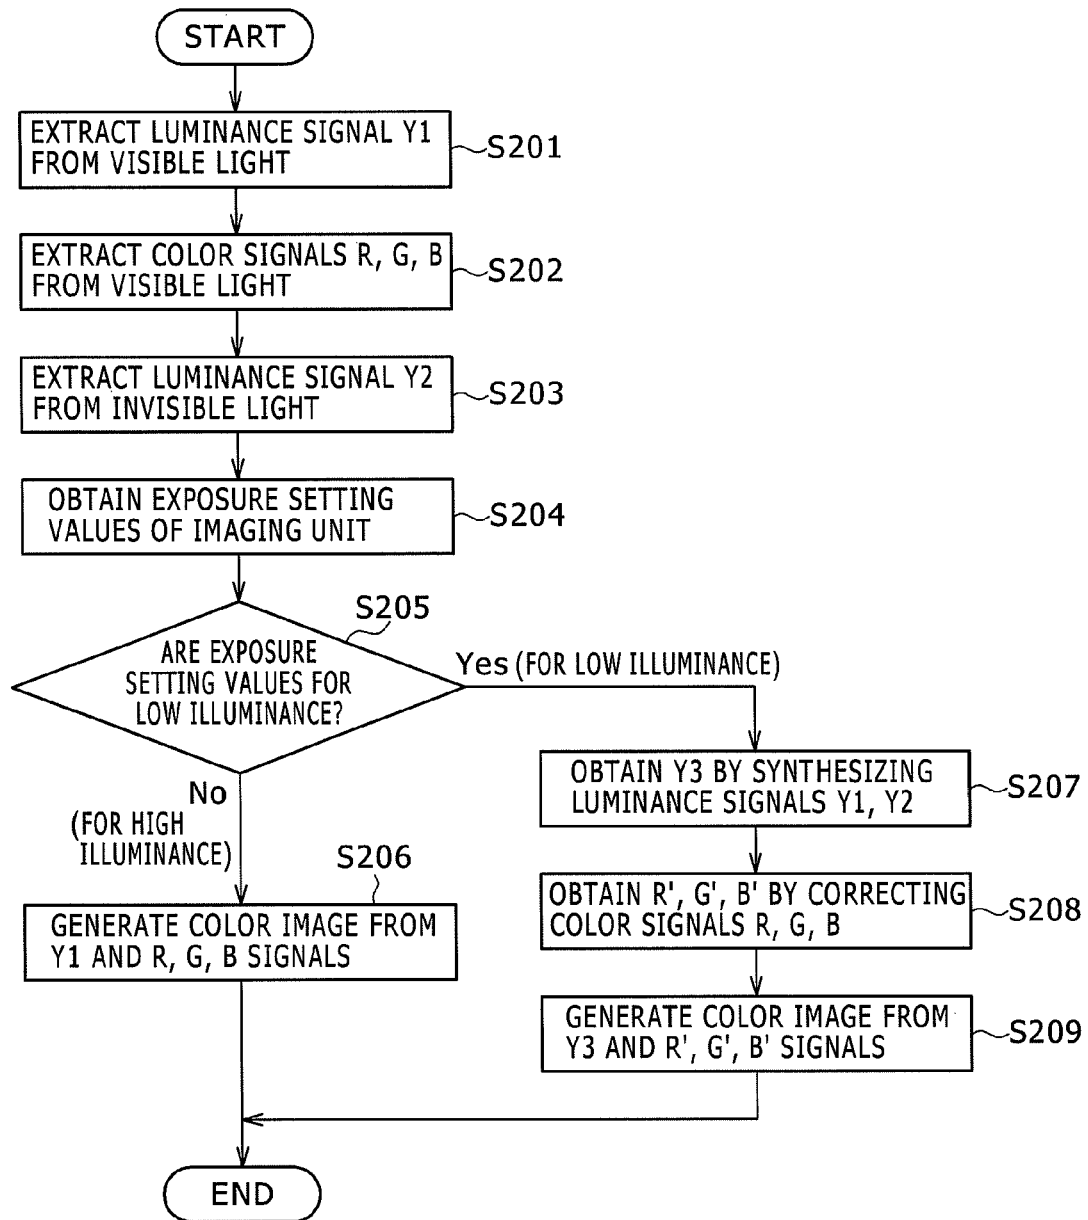 START
EXTRACT LUMINANCE SIGNAL Y1
FROM VISIBLE LIGHT
S201
EXTRACT COLOR SIGNALS R, G, B
FROM VISIBLE LIGHT
S202
EXTRACT LUMINANCE SIGNAL Y2
FROM INVISIBLE LIGHT
S203
OBTAIN EXPOSURE SETTING
VALUES OF IMAGING UNIT
S204
S205
ARE EXPOSURE
SETTING VALUES FOR
LOW ILLUMINANCE?
Yes (FOR LOW ILLUMINANCE)
No
(FOR HIGH
ILLUMINANCE)
S206
GENERATE COLOR IMAGE FROM
Y1 AND R, G, B SIGNALS
OBTAIN Y3 BY SYNTHESIZING
LUMINANCE SIGNALS Y1, Y2
S207
OBTAIN R', G', B' BY CORRECTING
COLOR SIGNALS R, G, B
S208
GENERATE COLOR IMAGE FROM
Y3 AND R', G', B' SIGNALS
S209
END